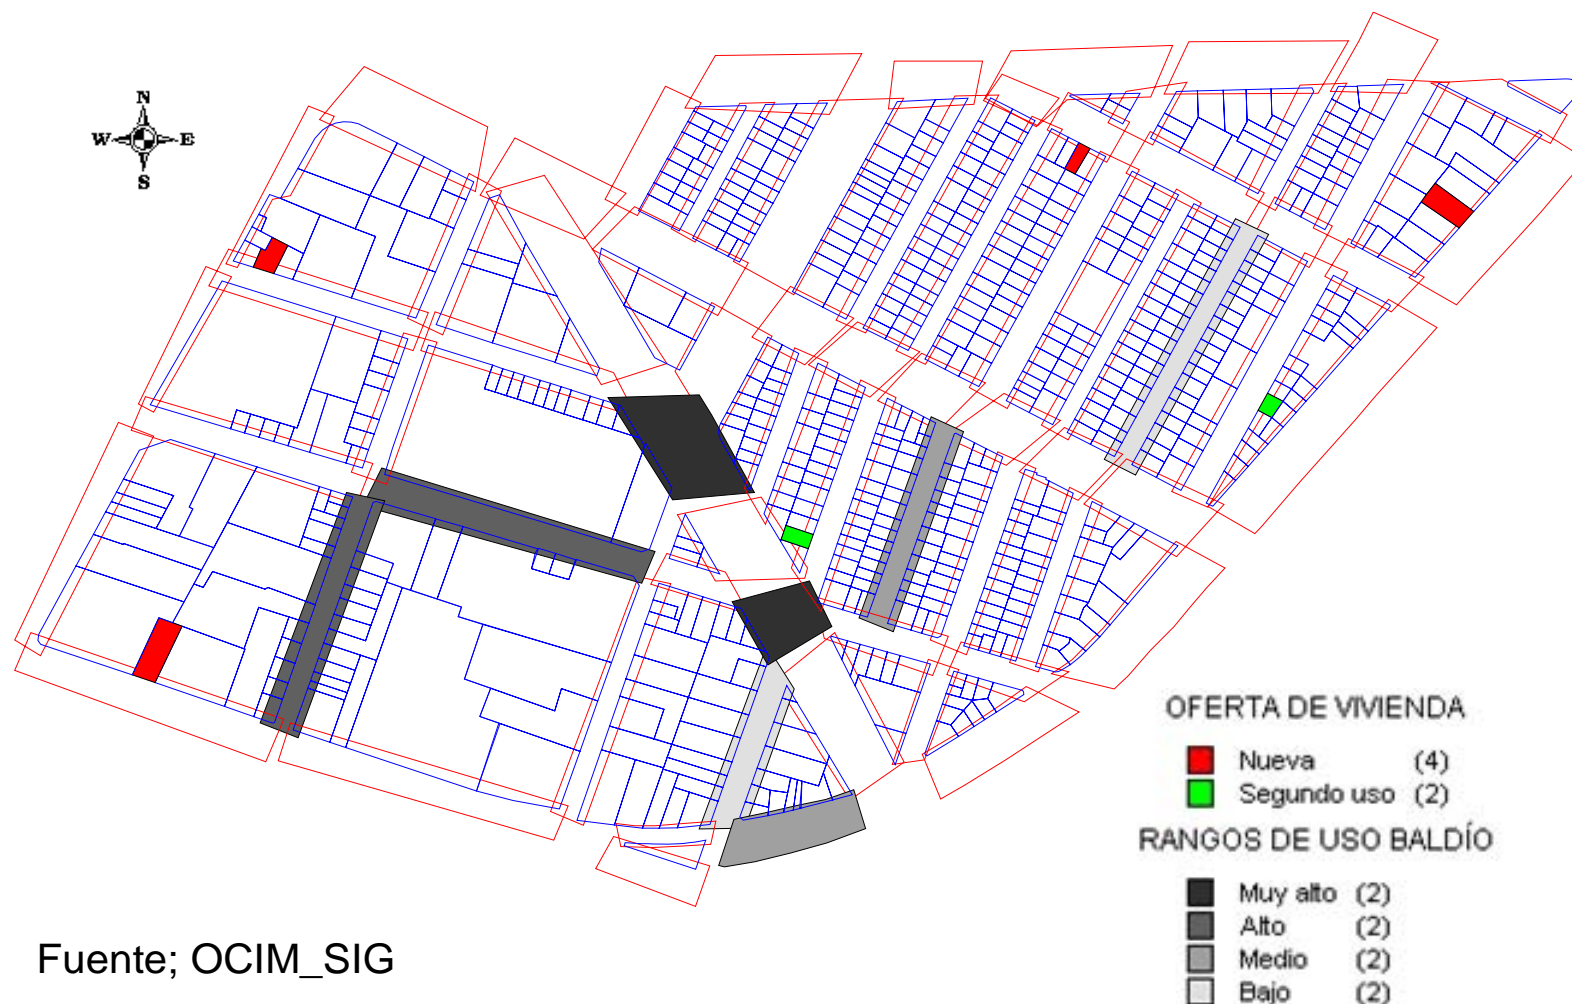 N
W E
S
OFERTA DE VIVIENDA
Nueva (4)
Segundo uso (2)
RANGOS DE USO BALDÍO
Muy alto (2)
Alto (2)
Medio (2)
Bajo (2)
Fuente; OCIM_SIG